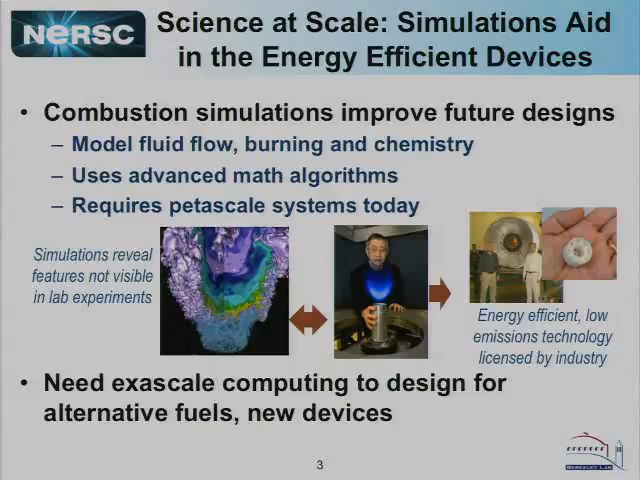 NERSC
Science at Scale: Simulations Aid
in the Energy Efficient Devices
• Combustion simulations improve future designs
– Model fluid flow, burning and chemistry
– Uses advanced math algorithms
– Requires petascale systems today
Simulations reveal
features not visible
in lab experiments
Energy efficient, low
emissions technology
licensed by industry
• Need exascale computing to design for
alternative fuels, new devices
3
BERKELEY LAB